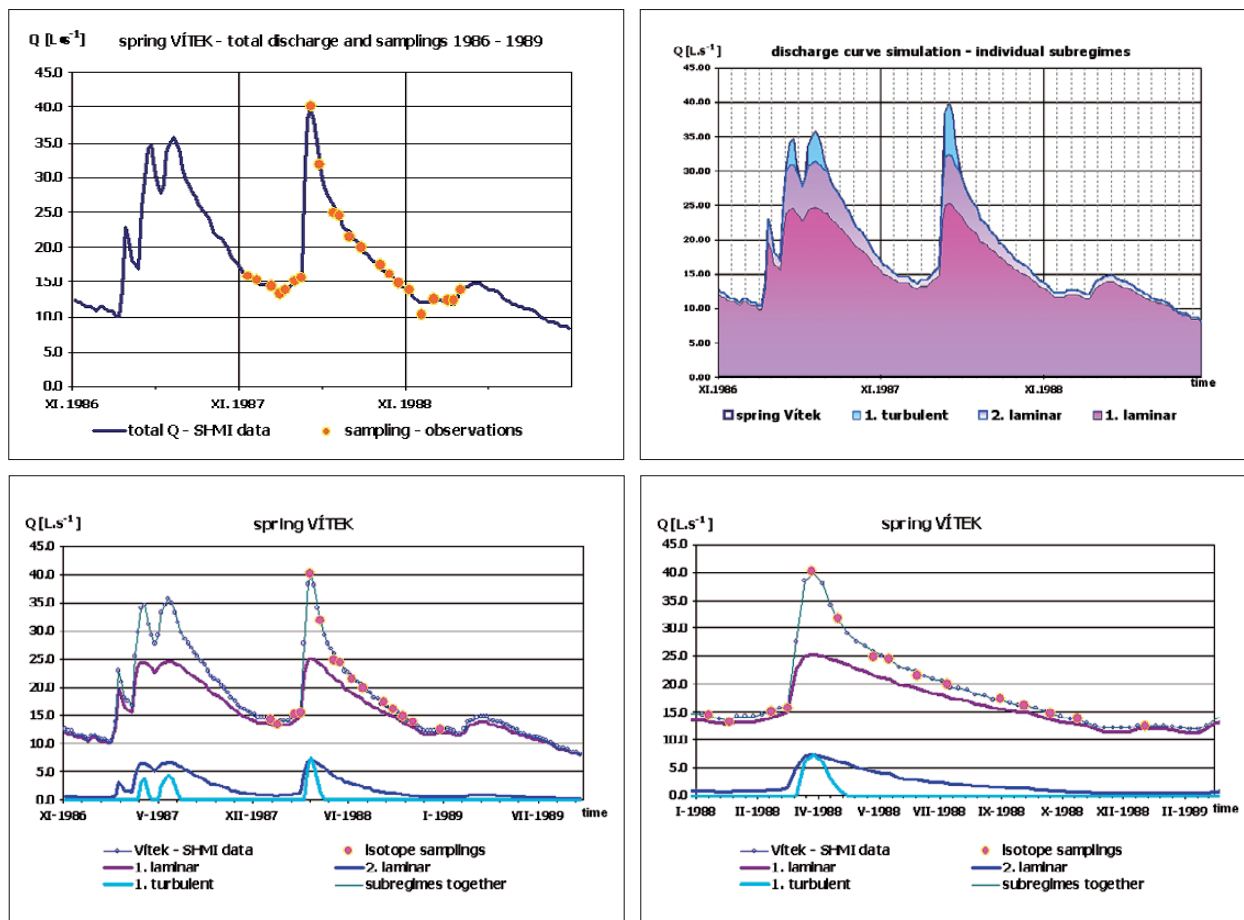 Q [L●s⁻¹] spring VÍTEK - total discharge and samplings 1986 - 1989
45.0
40.0
35.0
30.0
25.0
20.0
15.0
10.0
5.0
0.0
XI.1986 XI.1987 XI.1988
total Q - SHMI data sampling - observations
discharge curve simulation - individual subregimes
Q [L.s⁻¹]
45.00
40.00
35.00
30.00
25.00
20.00
15.00
10.00
5.00
0.00
XI.1986 XI.1987 XI.1988 time
spring Vítek 1. turbulent 2. laminar 1. laminar
Q [L.s⁻¹] spring VÍTEK
45.0
40.0
35.0
30.0
25.0
20.0
15.0
10.0
5.0
0.0
XI-1986 V-1987 XII-1987 VI-1988 I-1989 VII-1989 time
Vítek - SHMI data Isotope samplings
1. laminar 2. laminar
1. turbulent subregimes together
Q [L.s⁻¹] spring VÍTEK
45.0
40.0
35.0
30.0
25.0
20.0
15.0
10.0
5.0
0.0
I-1988 II-1988 IV-1988 V-1988 VII-1988 IX-1988 X-1988 XII-1988 II-1989 time
Vítek - SHMI data Isotope samplings
1. laminar 2. laminar
1. turbulent subregimes together